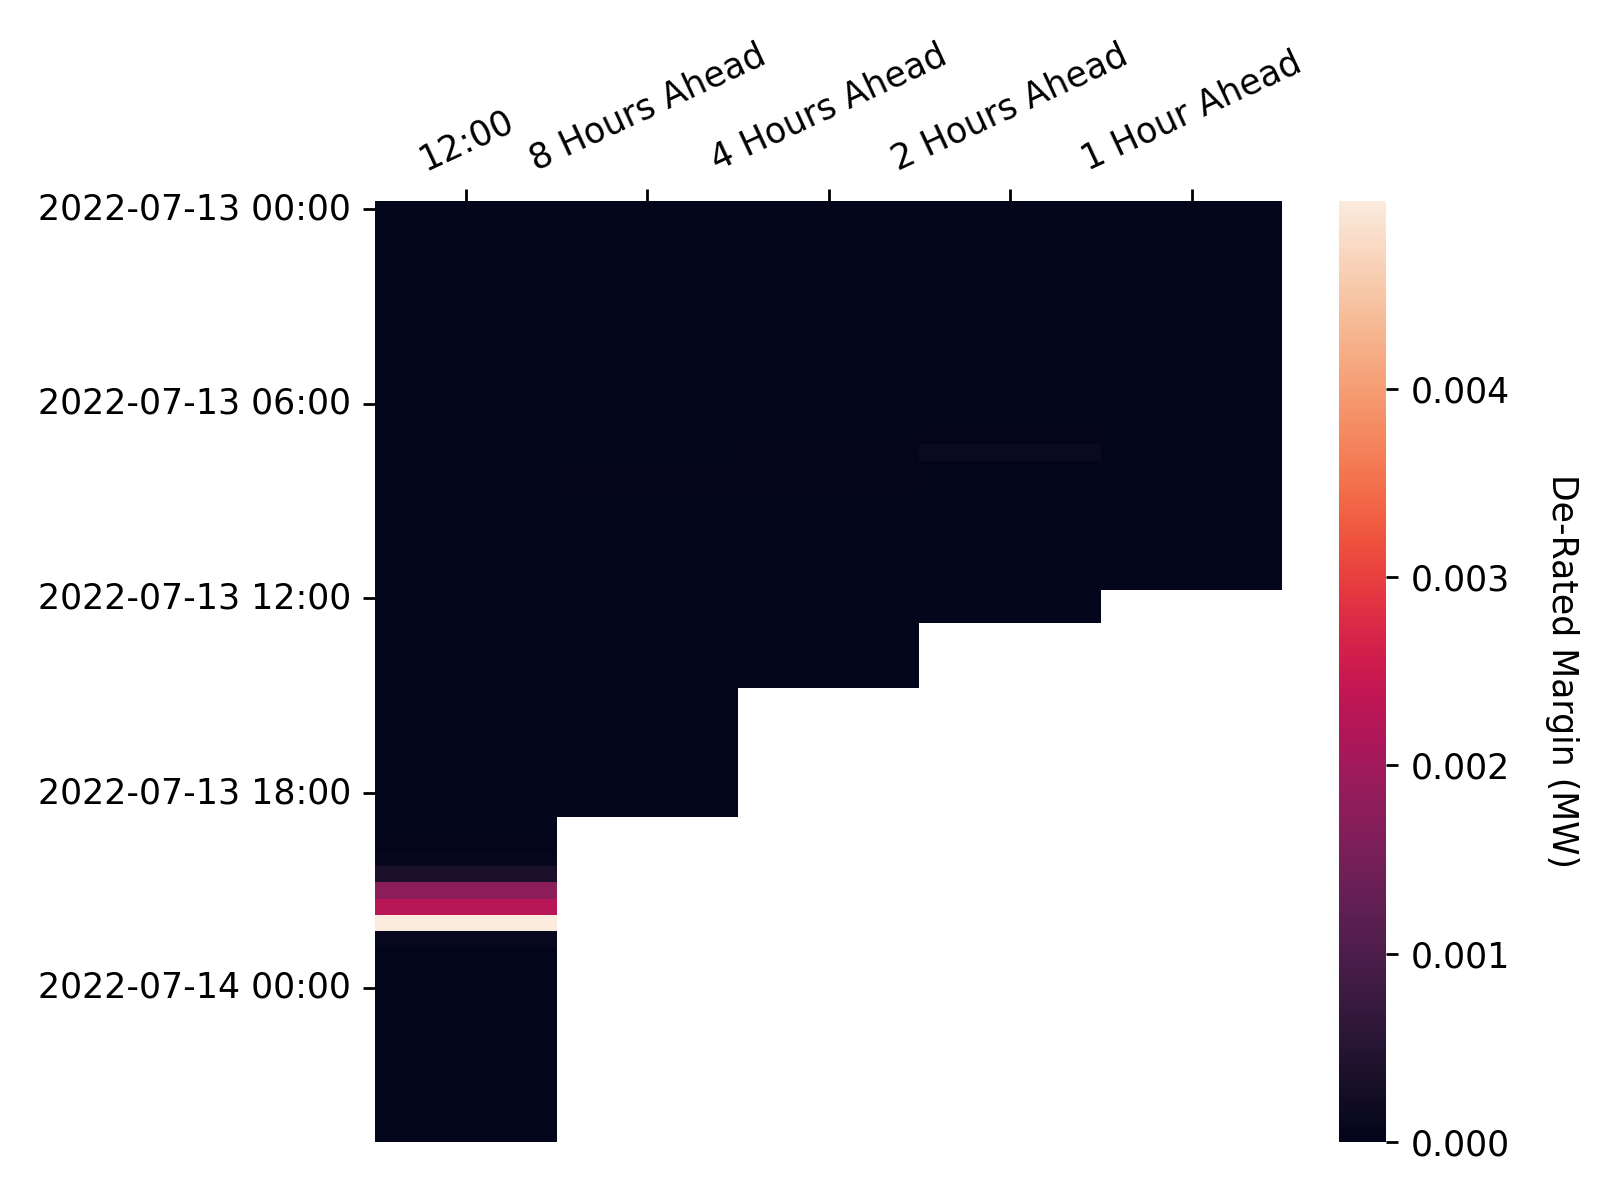 12:00
8 Hours Ahead
4 Hours Ahead
2 Hours Ahead
1 Hour Ahead
2022-07-13 00:00
2022-07-13 06:00
2022-07-13 12:00
2022-07-13 18:00
2022-07-14 00:00
0.004
0.003
0.002
0.001
0.000
De-Rated Margin (MW)